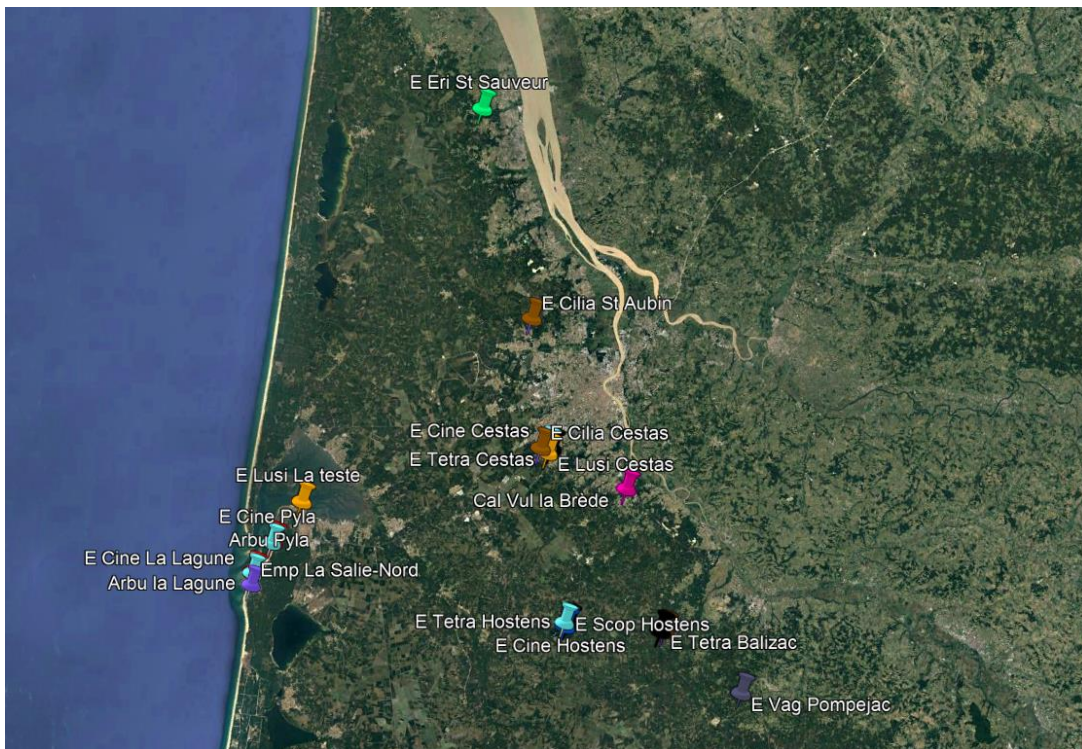 E Eri St Sauveur
E Cilia St Aubin
E Cine Cestas
E Cilia Cestas
E Tetra Cestas
E Lusi Cestas
E Lusi La teste
Cal Vul la Brède
E Cine Pyla
Arbu Pyla
E Cine La Lagune
Emp La Salie-Nord
Arbu la Lagune
E Tetra Hostens
E Scop Hostens
E Cine Hostens
E Tetra Balizac
E Vag Pompejac